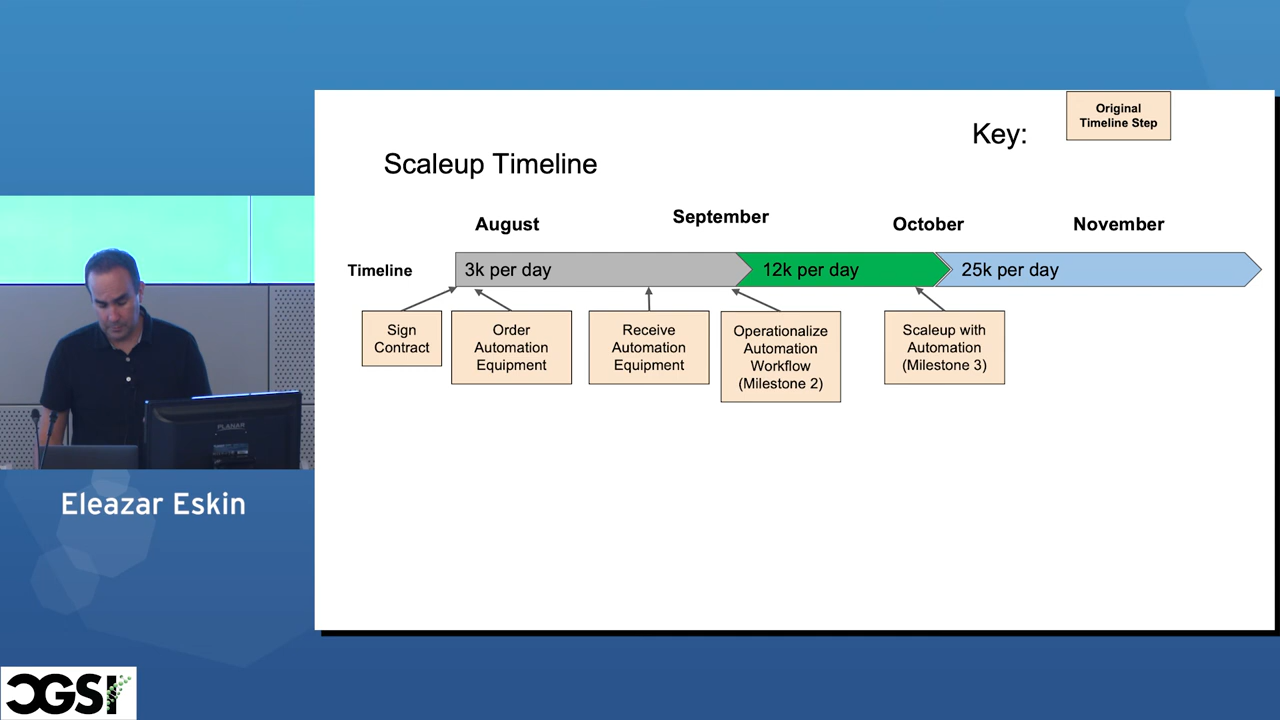 Original
Timeline Step
Key:
Scaleup Timeline
August
September
October
November
Timeline
3k per day
12k per day
25k per day
Sign
Contract
Order
Automation
Equipment
Receive
Automation
Equipment
Operationalize
Automation
Workflow
(Milestone 2)
Scaleup with
Automation
(Milestone 3)
PLANAR
Eleazar Eskin
CGSI